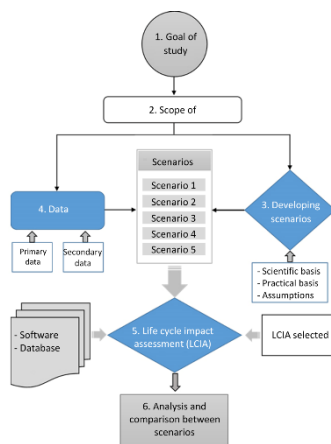 1. Goal of
study
2. Scope of
Scenarios
Scenario 1
Scenario 2
Scenario 3
Scenario 4
Scenario 5
4. Data
3. Developing
scenarios
Primary
data
Secondary
data
- Scientific basis
- Practical basis
- Assumptions
- Software
- Database
5. Life cycle impact
assessment (LCIA)
LCIA selected
6. Analysis and
comparison between
scenarios